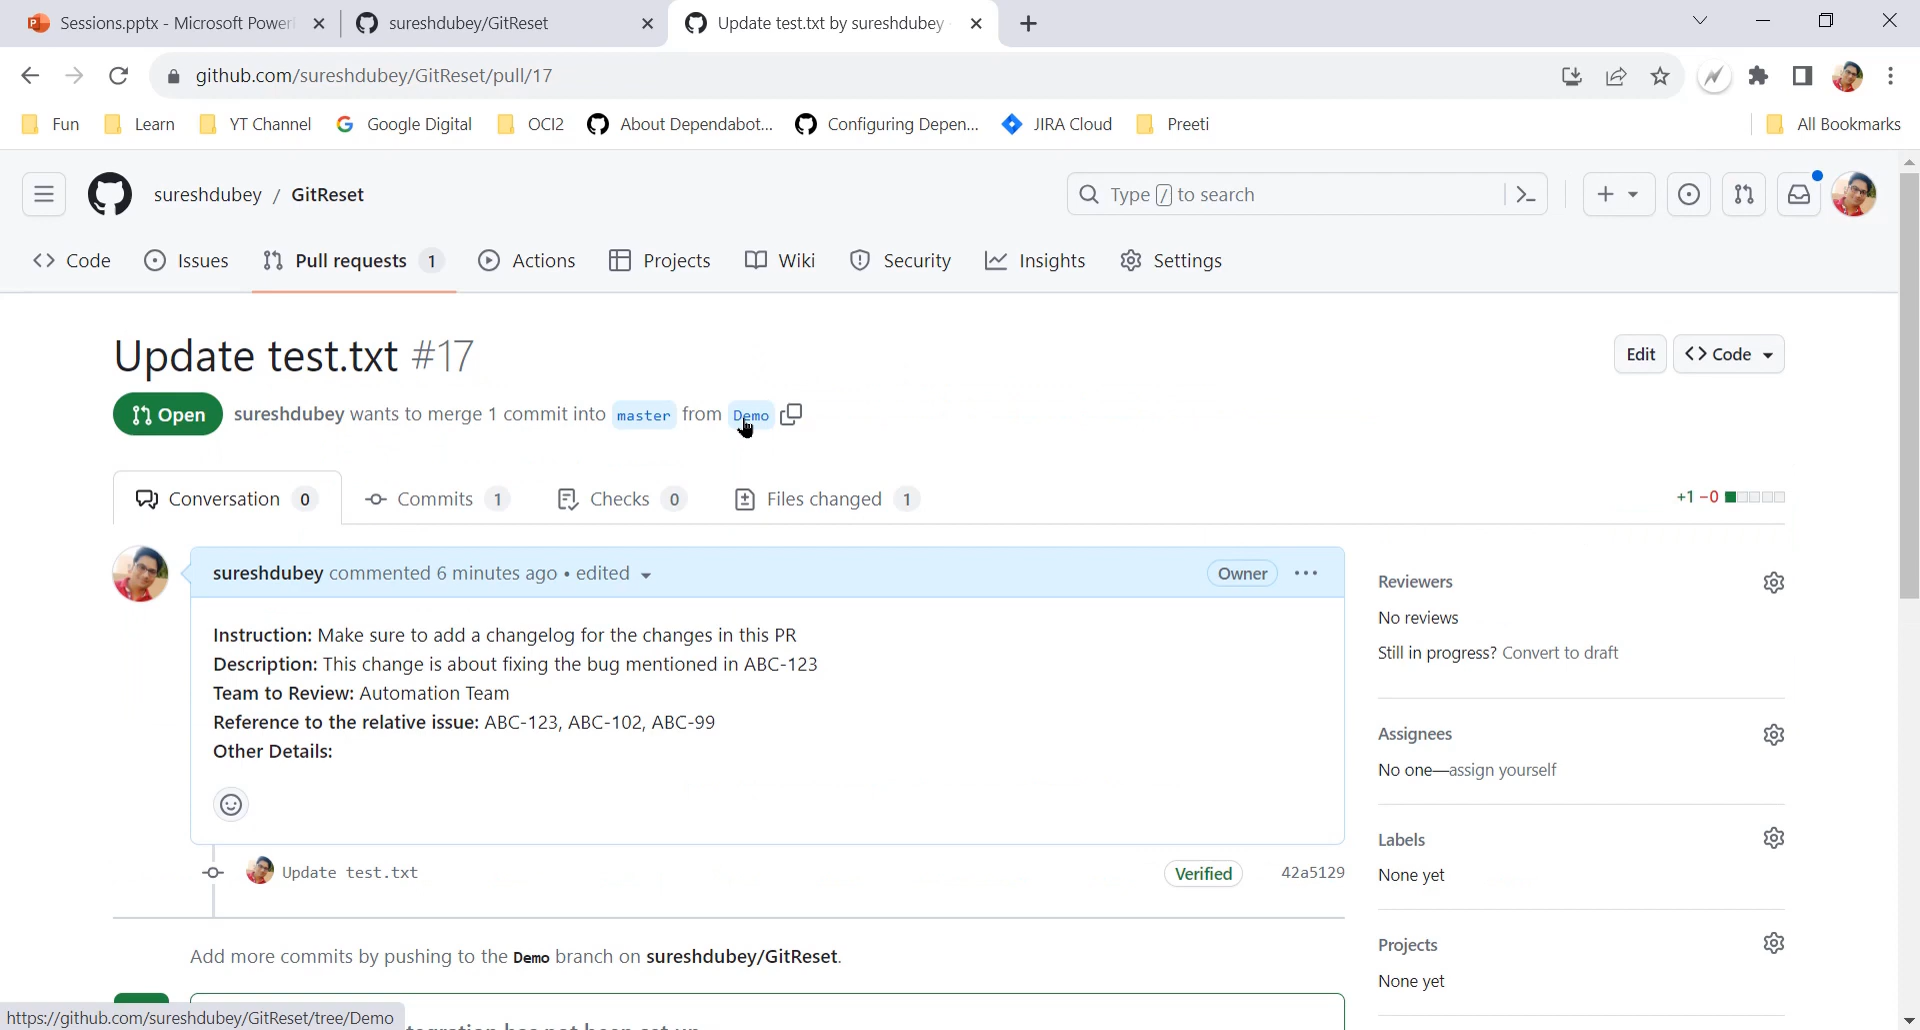 Sessions.pptx - Microsoft Power
sureshdubey/GitReset
Update test.txt by sureshdubey
github.com/sureshdubey/GitReset/pull/17
Fun
Learn
YT Channel
Google Digital
OCI2
About Dependabot...
Configuring Depen...
JIRA Cloud
Preeti
All Bookmarks
sureshdubey / GitReset
Type / to search
Code
Issues
Pull requests 1
Actions
Projects
Wiki
Security
Insights
Settings
Update test.txt #17
Edit
<> Code
Open
sureshdubey wants to merge 1 commit into master from Demo
Conversation 0
Commits 1
Checks 0
Files changed 1
+1 −0
sureshdubey commented 6 minutes ago • edited
Owner
Instruction: Make sure to add a changelog for the changes in this PR
Description: This change is about fixing the bug mentioned in ABC-123
Team to Review: Automation Team
Reference to the relative issue: ABC-123, ABC-102, ABC-99
Other Details:
Update test.txt
Verified
42a5129
Add more commits by pushing to the Demo branch on sureshdubey/GitReset.
Reviewers
No reviews
Still in progress? Convert to draft
Assignees
No one—assign yourself
Labels
None yet
Projects
None yet
https://github.com/sureshdubey/GitReset/tree/Demo